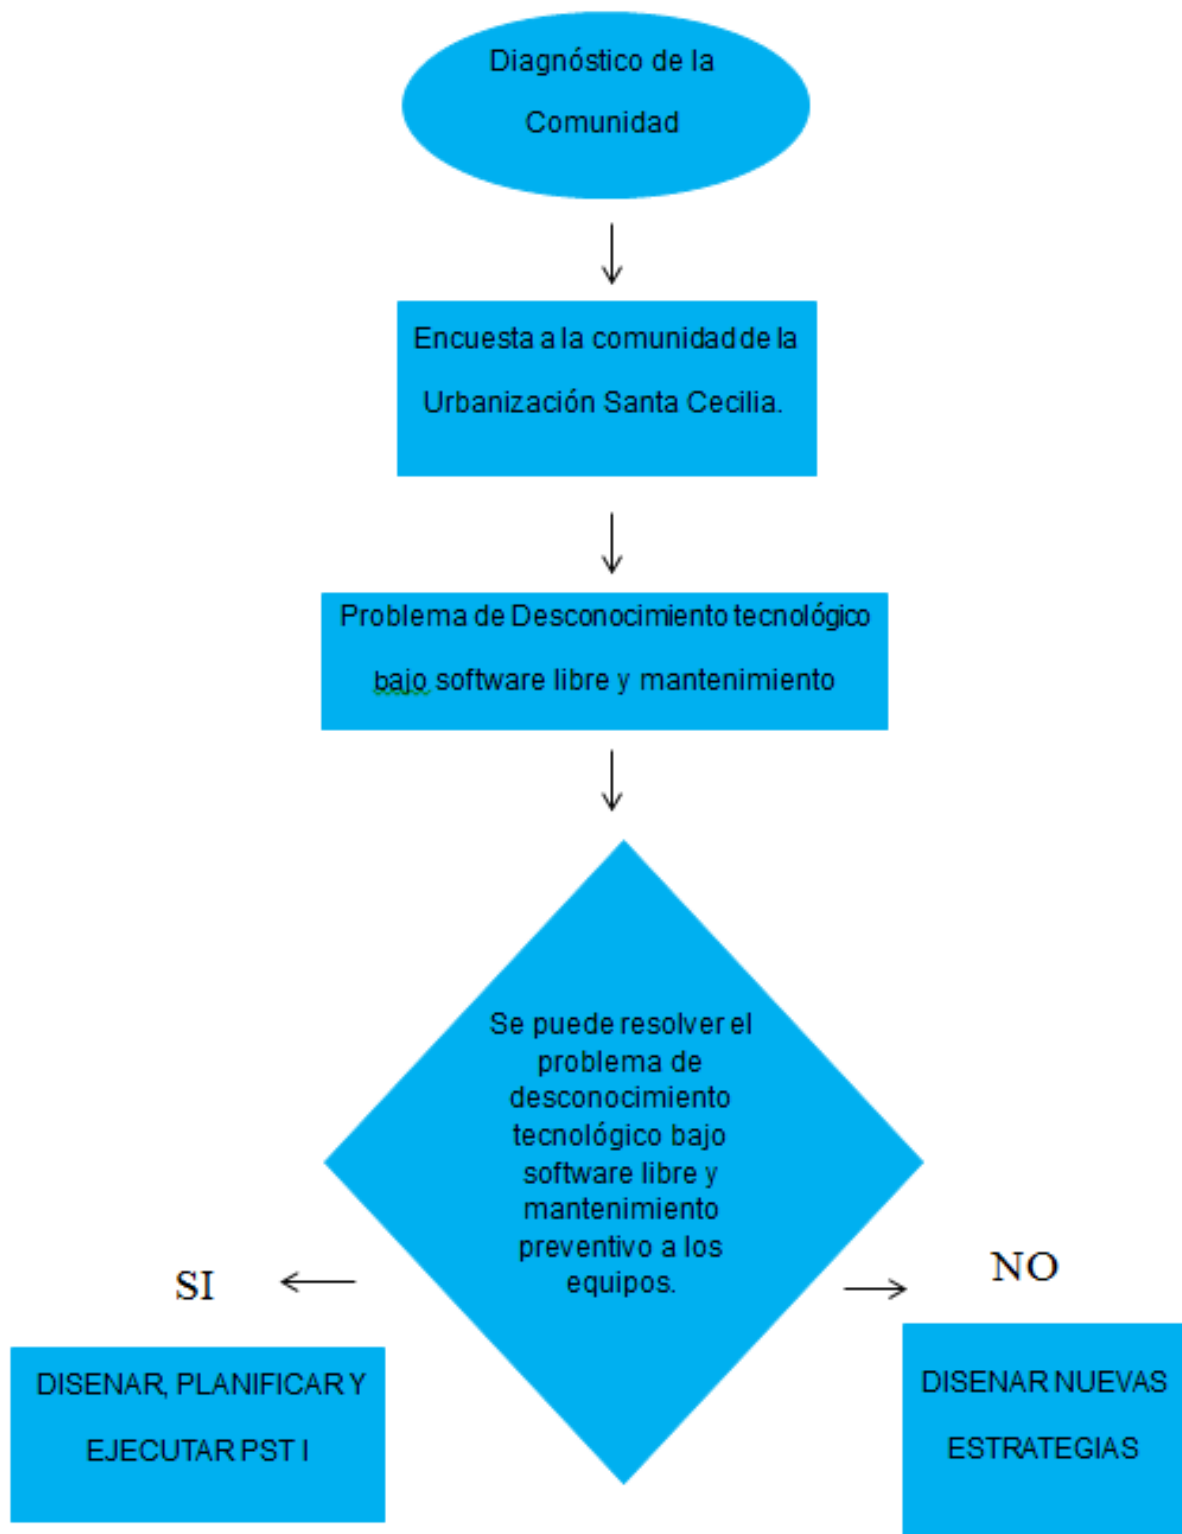 Diagnóstico de la
Comunidad
Encuesta a la comunidad de la
Urbanización Santa Cecilia.
Problema de Desconocimiento tecnológico
bajo software libre y mantenimiento
Se puede resolver el
problema de
desconocimiento
tecnológico bajo
software libre y
mantenimiento
preventivo a los
equipos.
SI
NO
DISENAR, PLANIFICAR Y
EJECUTAR PST I
DISENAR NUEVAS
ESTRATEGIAS